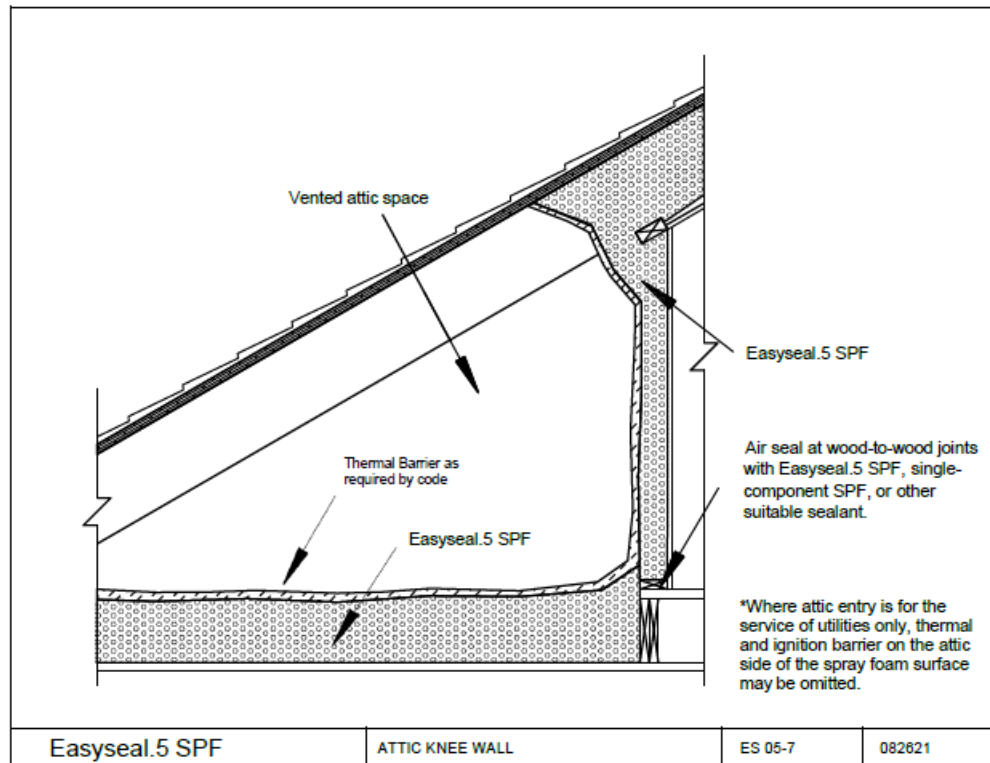 Vented attic space
Easyseal.5 SPF
Thermal Barrier as
required by code
Easyseal.5 SPF
Air seal at wood-to-wood joints
with Easyseal.5 SPF, single-
component SPF, or other
suitable sealant.
*Where attic entry is for the
service of utilities only, thermal
and ignition barrier on the attic
side of the spray foam surface
may be omitted.
Easyseal.5 SPF
ATTIC KNEE WALL
ES 05-7
082621